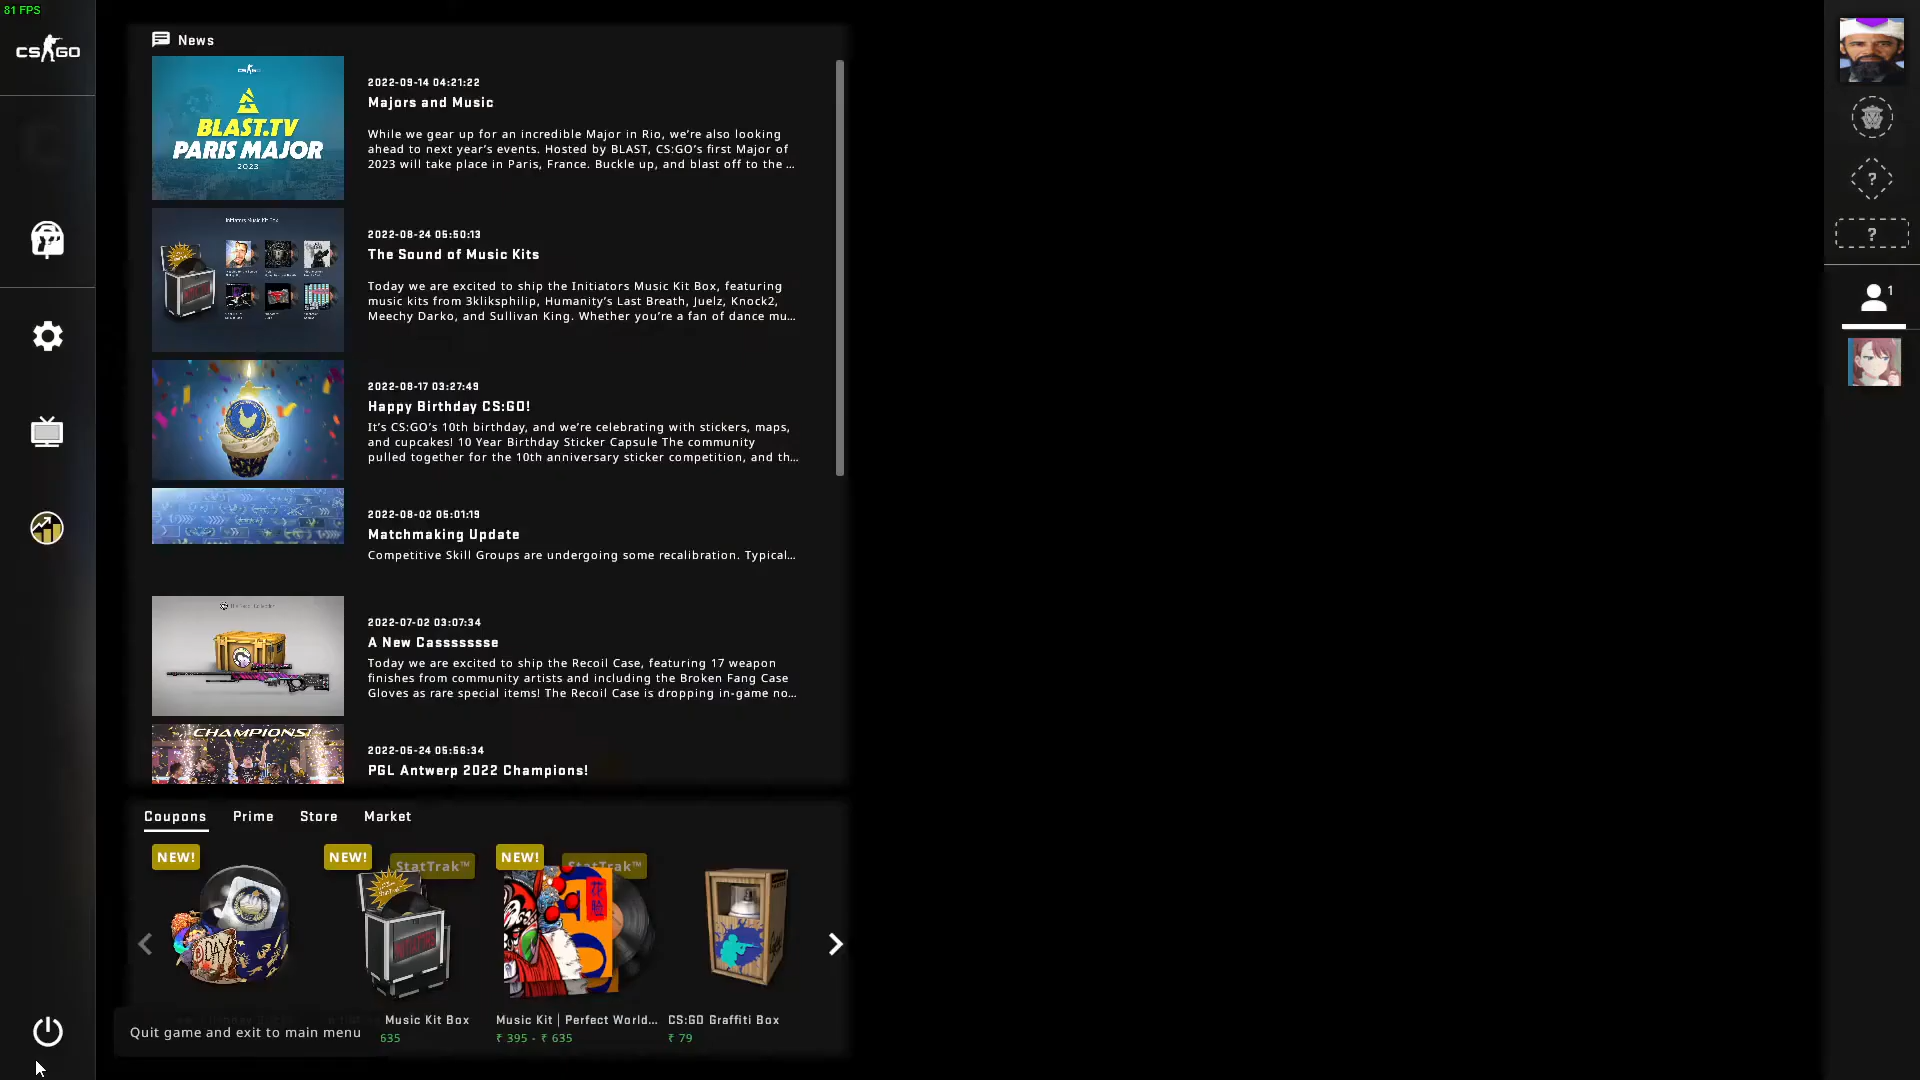 81 FPS
CS GO
News
BLAST.TV
PARIS MAJOR
2023
2022-09-14 04:21:22
Majors and Music
While we gear up for an incredible Major in Rio, we're also looking
ahead to next year's events. Hosted by BLAST, CS:GO's first Major of
2023 will take place in Paris, France. Buckle up, and blast off to the ...
Initiators Music Kit Box
2022-08-24 05:50:13
The Sound of Music Kits
Today we are excited to ship the Initiators Music Kit Box, featuring
music kits from 3kliksphilip, Humanity's Last Breath, Juelz, Knock2,
Meechy Darko, and Sullivan King. Whether you're a fan of dance mu...
2022-08-17 03:27:49
Happy Birthday CS:GO!
It's CS:GO's 10th birthday, and we're celebrating with stickers, maps,
and cupcakes! 10 Year Birthday Sticker Capsule The community
pulled together for the 10th anniversary sticker competition, and th...
2022-08-02 05:01:19
Matchmaking Update
Competitive Skill Groups are undergoing some recalibration. Typical...
2022-07-02 03:07:34
A New Cassssssse
Today we are excited to ship the Recoil Case, featuring 17 weapon
finishes from community artists and including the Broken Fang Case
Gloves as rare special items! The Recoil Case is dropping in-game no...
CHAMPIONS!
2022-05-24 05:56:34
PGL Antwerp 2022 Champions!
Coupons Prime Store Market
NEW! NEW! StatTrak™ NEW! StatTrak™
BDAY
花脸
Music Kit Box Music Kit | Perfect World... CS:GO Graffiti Box
635 ₹ 395 - ₹ 635 ₹ 79
Quit game and exit to main menu
?
?
1